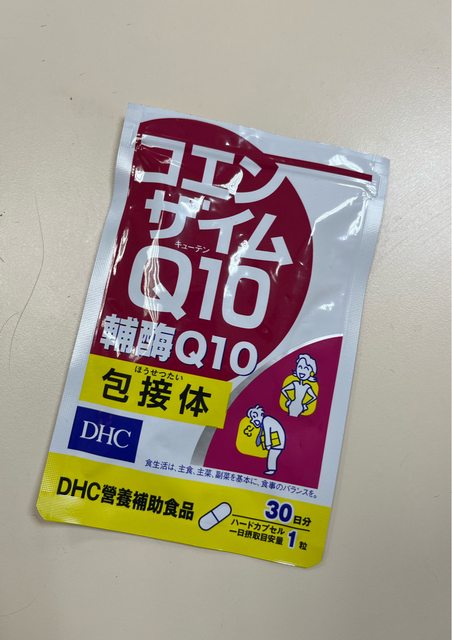 コエン
ザイム
キューテン
Q10
輔酶Q10
ほうせつたい
包接体
DHC
食生活は、主食、主菜、副菜を基本に、食事のバランスを。
DHC営養補助食品
30日分
ハードカプセル
一日摂取目安量 1粒